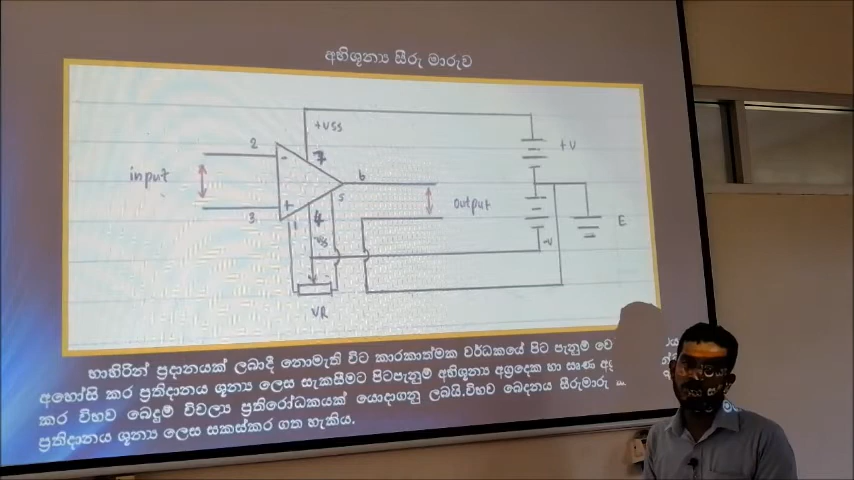 අභිශූන්‍ය සීරු මාරුව
+VSS
+V
2
-
7
input
6
5
output
E
+
3
1
4
VS
-V
VR
භාහිරින් ප්‍රදානයක් ලබාදී නොමැති විට කාරකාත්මක වර්ධකයේ පිට පැනුම්
අහෝසි කර ප්‍රතිදානය ශූන්‍ය ලෙස සැකසීමට පිටපැනුම් අභිශූන්‍ය අග්‍රදෙක හා සෘණ
කර විභව බෙදුම් විචල්‍ය ප්‍රතිරෝධකයක් යොදාගනු ලබයි.විභව බෙදනය සීරුමාරු
ප්‍රතිදානය ශූන්‍ය ලෙස සකස්කර ගත හැකිය.